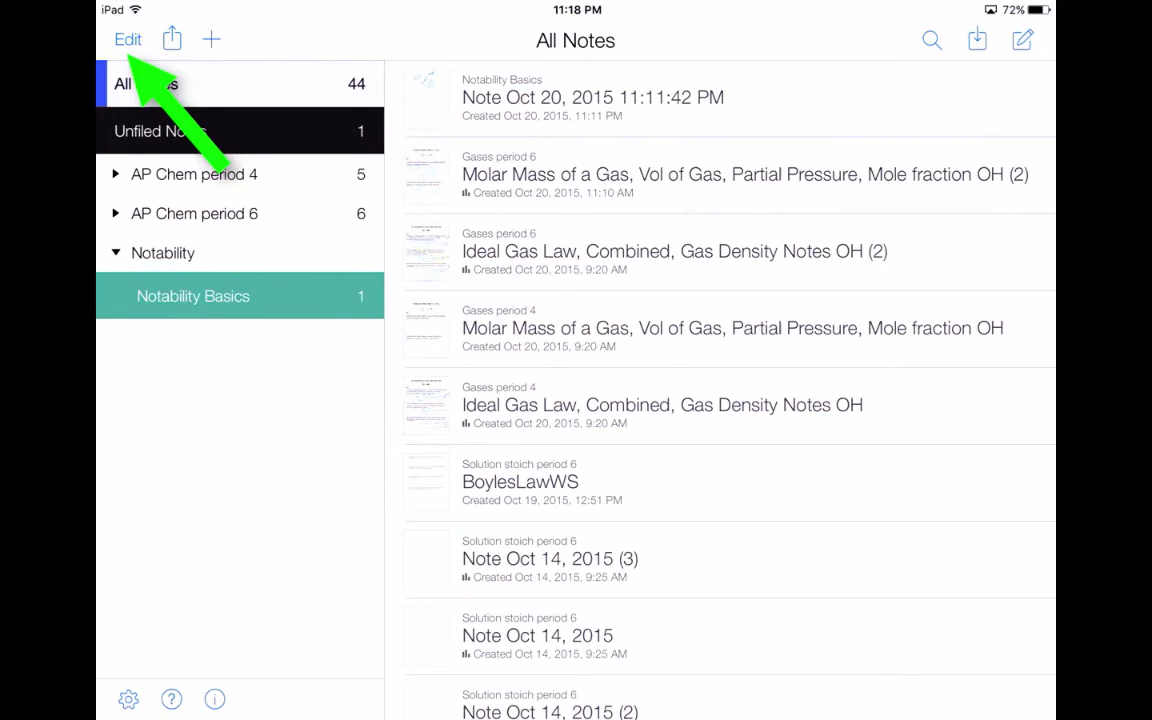 iPad
11:18 PM
72%
Edit
All Notes
All 44
Unfiled No 1
AP Chem period 4 5
AP Chem period 6 6
Notability
Notability Basics 1
Notability Basics
Note Oct 20, 2015 11:11:42 PM
Created Oct 20, 2015, 11:11 PM
Gases period 6
Molar Mass of a Gas, Vol of Gas, Partial Pressure, Mole fraction OH (2)
Created Oct 20, 2015, 11:10 AM
Gases period 6
Ideal Gas Law, Combined, Gas Density Notes OH (2)
Created Oct 20, 2015, 9:20 AM
Gases period 4
Molar Mass of a Gas, Vol of Gas, Partial Pressure, Mole fraction OH
Created Oct 20, 2015, 9:20 AM
Gases period 4
Ideal Gas Law, Combined, Gas Density Notes OH
Created Oct 20, 2015, 9:20 AM
Solution stoich period 6
BoylesLawWS
Created Oct 19, 2015, 12:51 PM
Solution stoich period 6
Note Oct 14, 2015 (3)
Created Oct 14, 2015, 9:25 AM
Solution stoich period 6
Note Oct 14, 2015
Created Oct 14, 2015, 9:25 AM
Solution stoich period 6
Note Oct 14, 2015 (2)